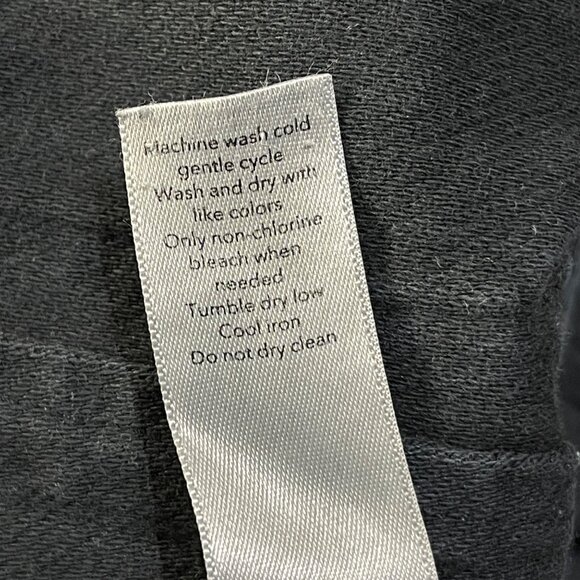 Machine wash cold
gentle cycle
Wash and dry with
like colors
Only non-chlorine
bleach when
needed
Tumble dry low
Cool iron
Do not dry clean